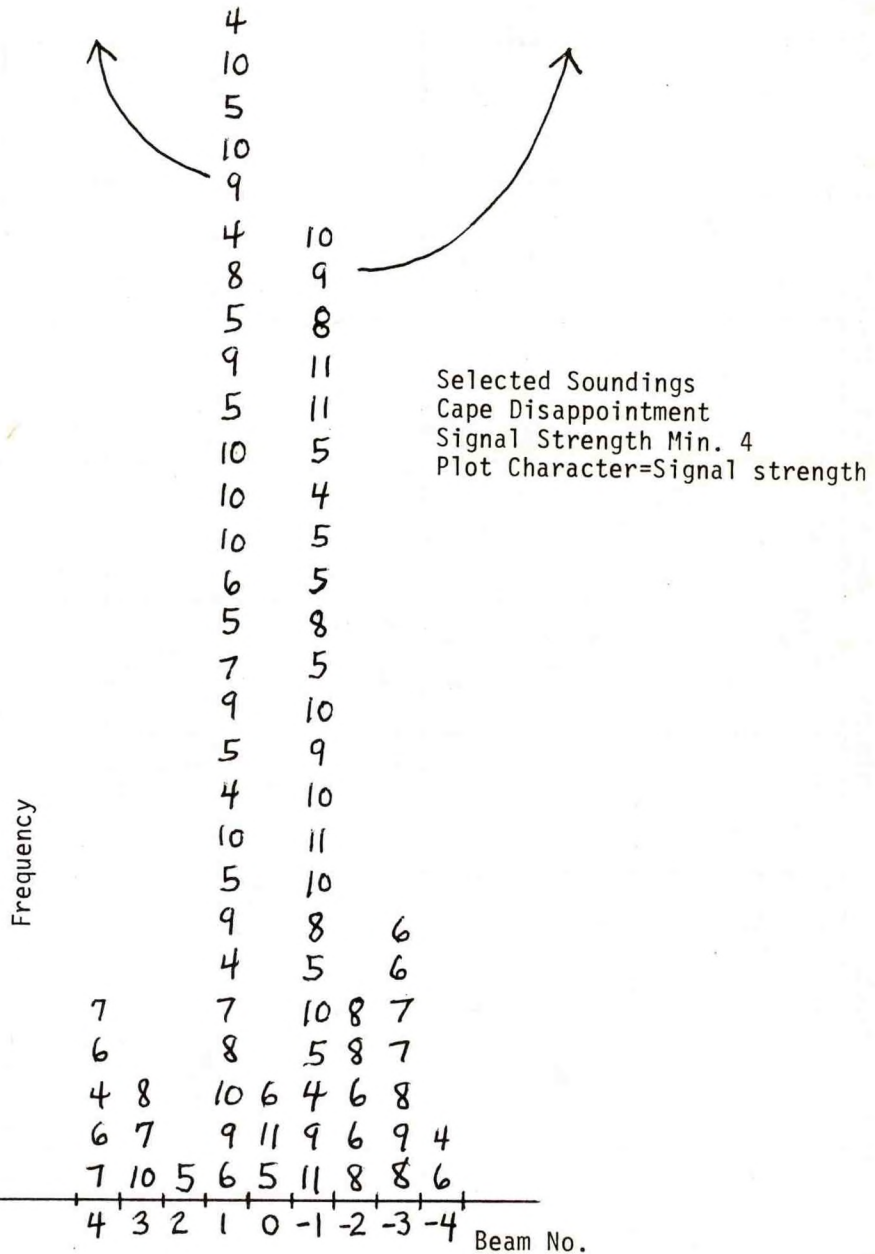 4
10
5
10
9
4 10
8 9
5 8
9 11
5 11
10 5
10 4
10 5
6 5
5 8
7 5
9 10
5 9
4 10
10 11
5 10
9 8 6
4 5 6
7 7 10 8 7
6 8 5 8 7
4 8 10 6 4 6 8
6 7 9 11 9 6 9 4
7 10 5 6 5 11 8 8 6
4 3 2 1 0 -1 -2 -3 -4
Beam No.
Frequency
Selected Soundings
Cape Disappointment
Signal Strength Min. 4
Plot Character=Signal strength